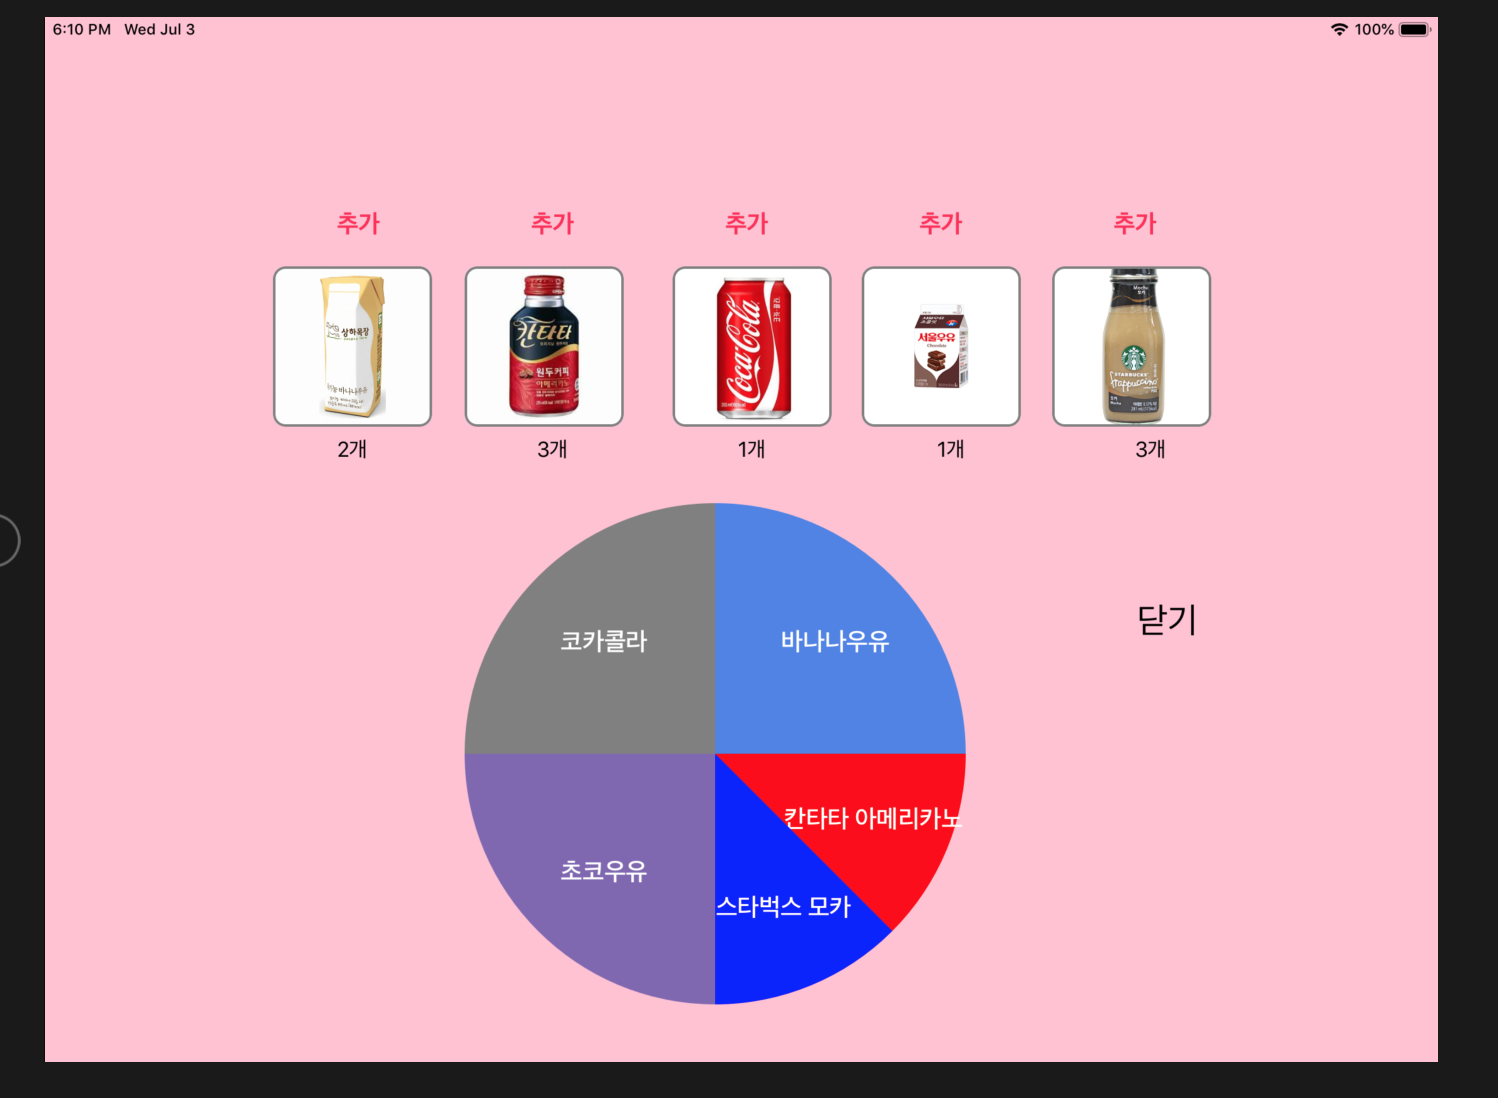 6:10 PM Wed Jul 3
100%
추가 추가 추가 추가 추가
상하목장
칸타타
원두커피
아메리카노
Coca-Cola
서울우유
Chocolate
Mocha
모카
STARBUCKS
frappuccino
2개 3개 1개 1개 3개
코카콜라 바나나우유
닫기
칸타타 아메리카노
초코우유
스타벅스 모카